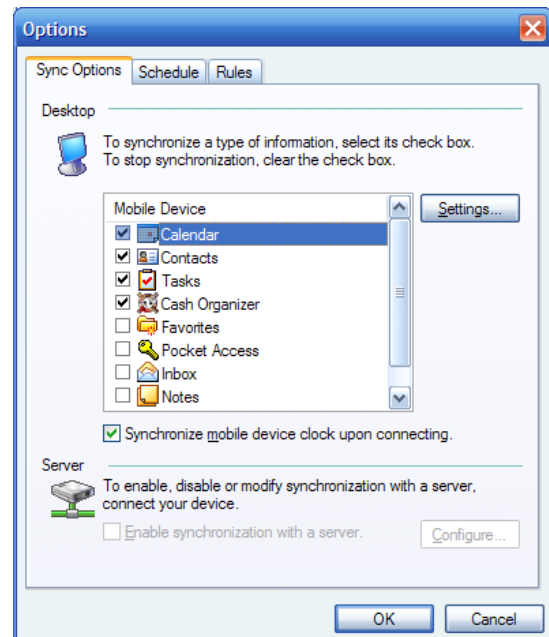 Options
Sync Options Schedule Rules
Desktop
To synchronize a type of information, select its check box.
To stop synchronization, clear the check box.
Mobile Device
Settings...
Calendar
Contacts
Tasks
Cash Organizer
Favorites
Pocket Access
Inbox
Notes
Synchronize mobile device clock upon connecting.
Server
To enable, disable or modify synchronization with a server,
connect your device.
Enable synchronization with a server.
Configure...
OK Cancel